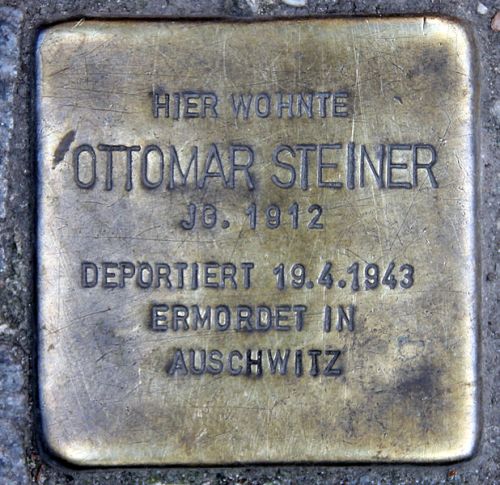 HIER WOHNTE
OTTOMAR STEINER
JG. 1912
DEPORTIERT 19.4.1943
ERMORDET IN
AUSCHWITZ